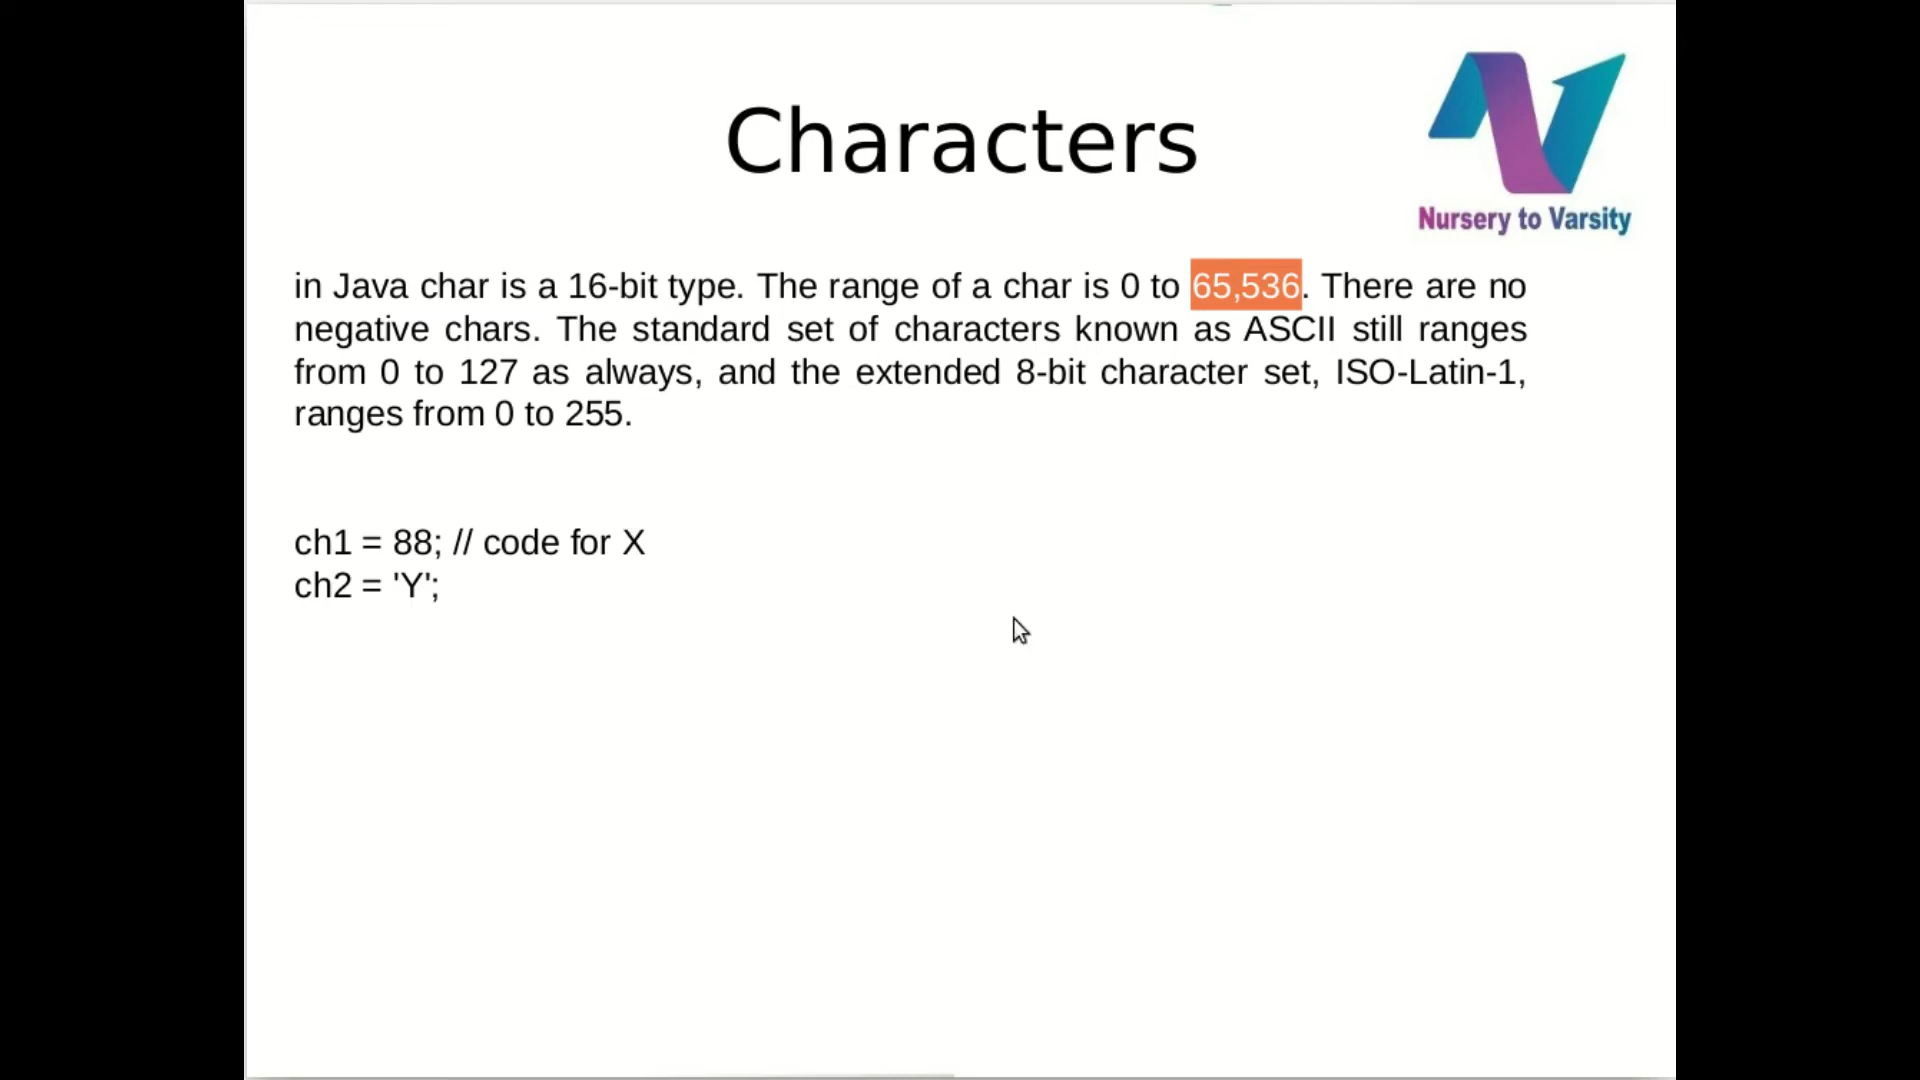 Characters
Nursery to Varsity
in Java char is a 16-bit type. The range of a char is 0 to 65,536. There are no
negative chars. The standard set of characters known as ASCII still ranges
from 0 to 127 as always, and the extended 8-bit character set, ISO-Latin-1,
ranges from 0 to 255.
ch1 = 88; // code for X
ch2 = 'Y';